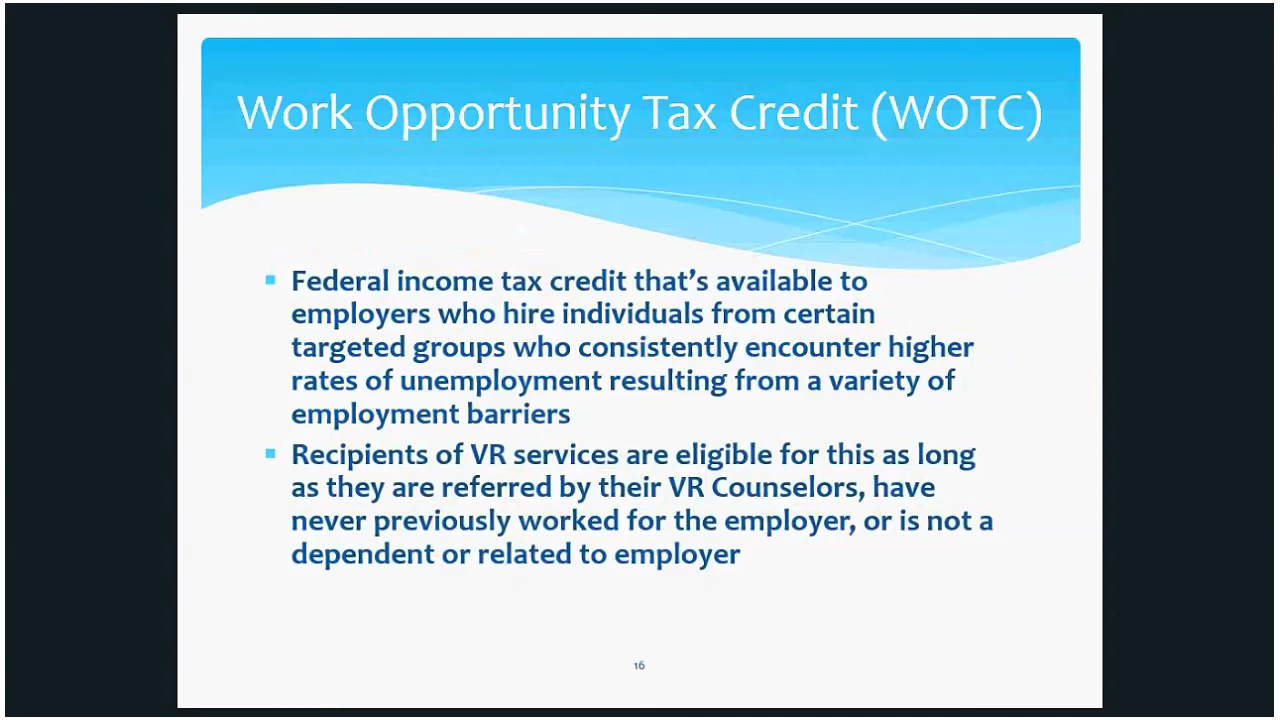 Work Opportunity Tax Credit (WOTC)
Federal income tax credit that's available to
employers who hire individuals from certain
targeted groups who consistently encounter higher
rates of unemployment resulting from a variety of
employment barriers
Recipients of VR services are eligible for this as long
as they are referred by their VR Counselors, have
never previously worked for the employer, or is not a
dependent or related to employer
16